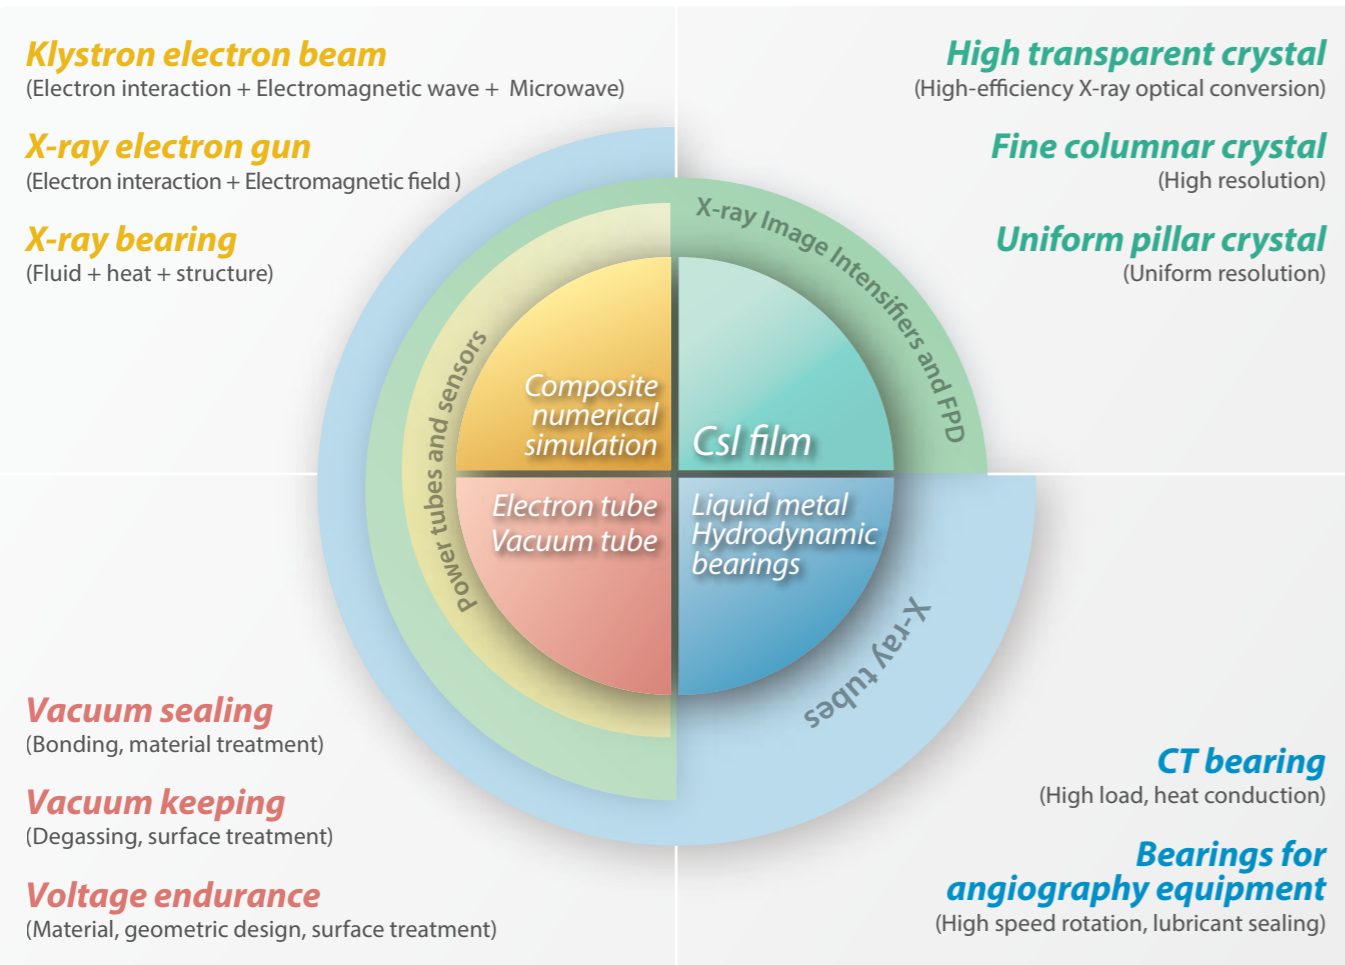 Klystron electron beam
(Electron interaction + Electromagnetic wave + Microwave)
X-ray electron gun
(Electron interaction + Electromagnetic field )
X-ray bearing
(Fluid + heat + structure)
High transparent crystal
(High-efficiency X-ray optical conversion)
Fine columnar crystal
(High resolution)
Uniform pillar crystal
(Uniform resolution)
X-ray Image Intensifiers and FPD
Power tubes and sensors
Composite
numerical
simulation
CsI film
Electron tube
Vacuum tube
Liquid metal
Hydrodynamic
bearings
X-ray tubes
Vacuum sealing
(Bonding, material treatment)
Vacuum keeping
(Degassing, surface treatment)
Voltage endurance
(Material, geometric design, surface treatment)
CT bearing
(High load, heat conduction)
Bearings for
angiography equipment
(High speed rotation, lubricant sealing)